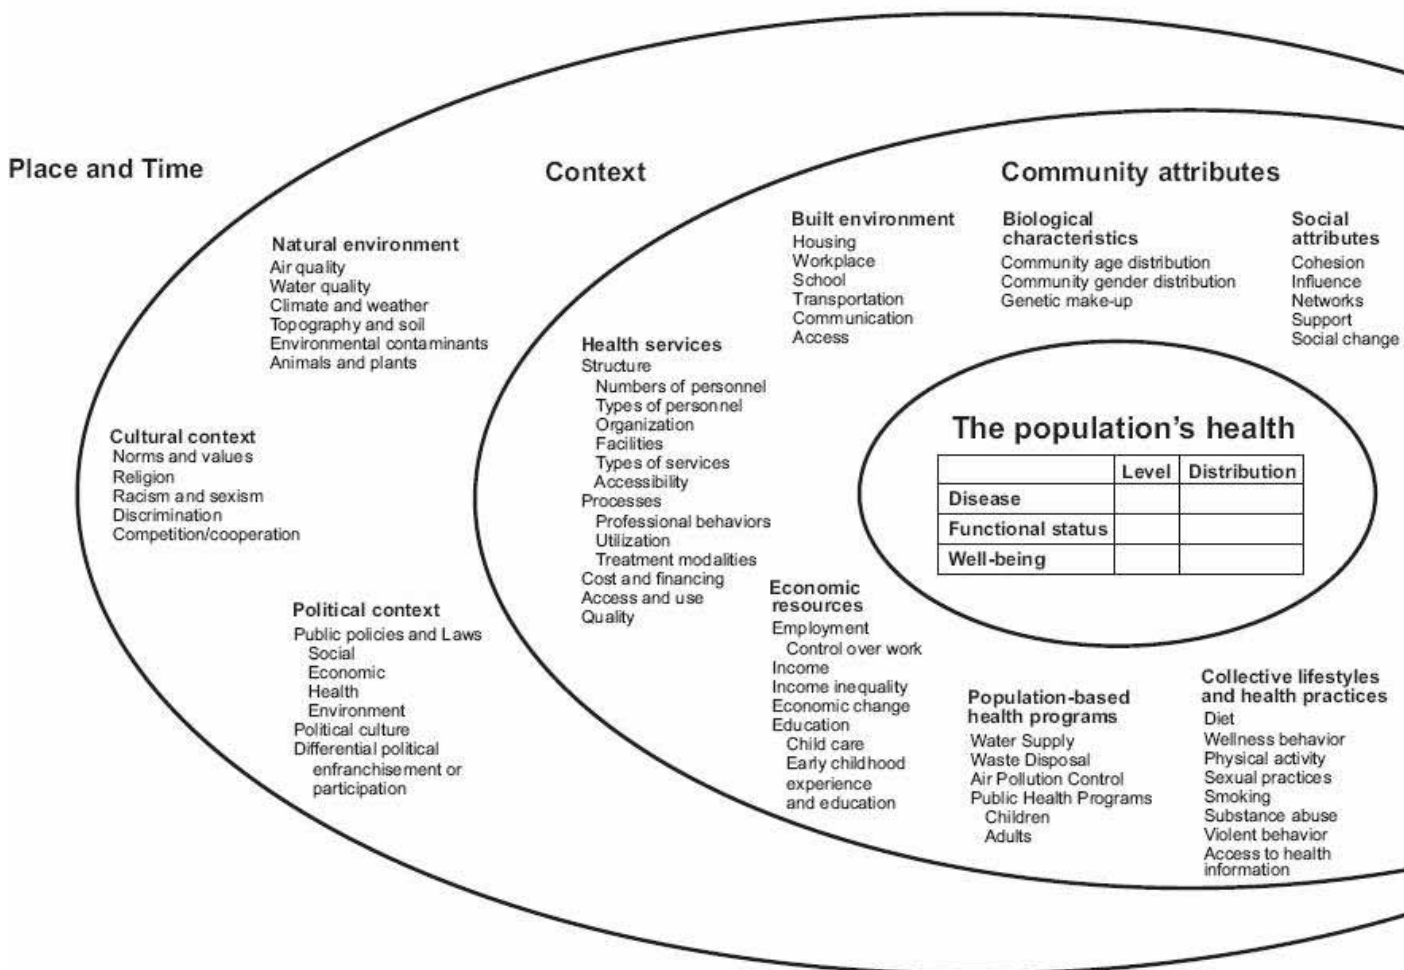 Place and Time
Context
Community attributes
Natural environment
Air quality
Water quality
Climate and weather
Topography and soil
Environmental contaminants
Animals and plants
Cultural context
Norms and values
Religion
Racism and sexism
Discrimination
Competition/cooperation
Political context
Public policies and Laws
Social
Economic
Health
Environment
Political culture
Differential political
enfranchisement or
participation
Health services
Structure
Numbers of personnel
Types of personnel
Organization
Facilities
Types of services
Accessibility
Processes
Professional behaviors
Utilization
Treatment modalities
Cost and financing
Access and use
Quality
Built environment
Housing
Workplace
School
Transportation
Communication
Access
Biological
characteristics
Community age distribution
Community gender distribution
Genetic make-up
Social
attributes
Cohesion
Influence
Networks
Support
Social change
The population's health
Level Distribution
Disease
Functional status
Well-being
Economic
resources
Employment
Control over work
Income
Income inequality
Economic change
Education
Child care
Early childhood
experience
and education
Population-based
health programs
Water Supply
Waste Disposal
Air Pollution Control
Public Health Programs
Children
Adults
Collective lifestyles
and health practices
Diet
Wellness behavior
Physical activity
Sexual practices
Smoking
Substance abuse
Violent behavior
Access to health
information